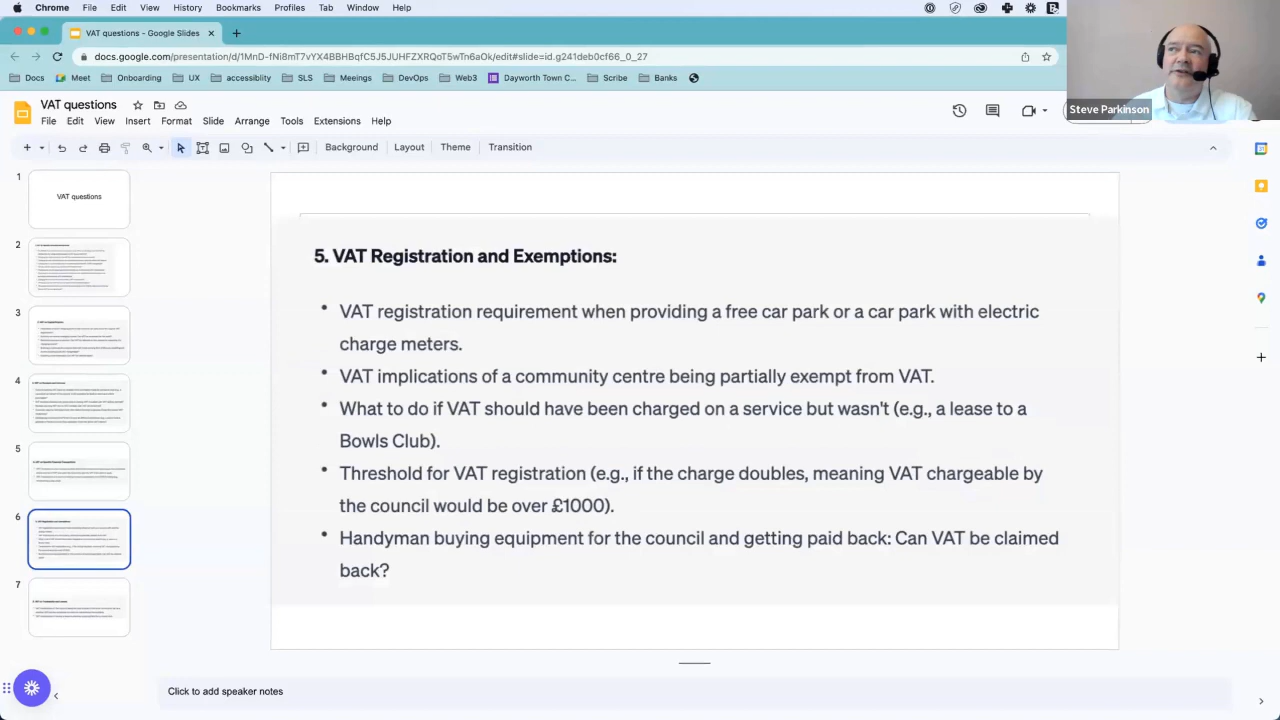 Chrome File Edit View History Bookmarks Profiles Tab Window Help
VAT questions - Google Slides
docs.google.com/presentation/d/1MnD-fNi8mT7vYX4BBHBqfC5J5JUHFZXRQoT5wTn6aOk/edit#slide=id.g241deb0cf66_0_27
Docs Meet Onboarding UX accessibility SLS Meetings DevOps Web3 Dayworth Town C... Scribe Banks
Steve Parkinson
VAT questions
File Edit View Insert Format Slide Arrange Tools Extensions Help
Background Layout Theme Transition
1
VAT questions
2
3
4
5
6
7
5. VAT Registration and Exemptions:
• VAT registration requirement when providing a free car park or a car park with electric
charge meters.
• VAT implications of a community centre being partially exempt from VAT.
• What to do if VAT should have been charged on a service but wasn't (e.g., a lease to a
Bowls Club).
• Threshold for VAT registration (e.g., if the charge doubles, meaning VAT chargeable by
the council would be over £1000).
• Handyman buying equipment for the council and getting paid back: Can VAT be claimed
back?
Click to add speaker notes